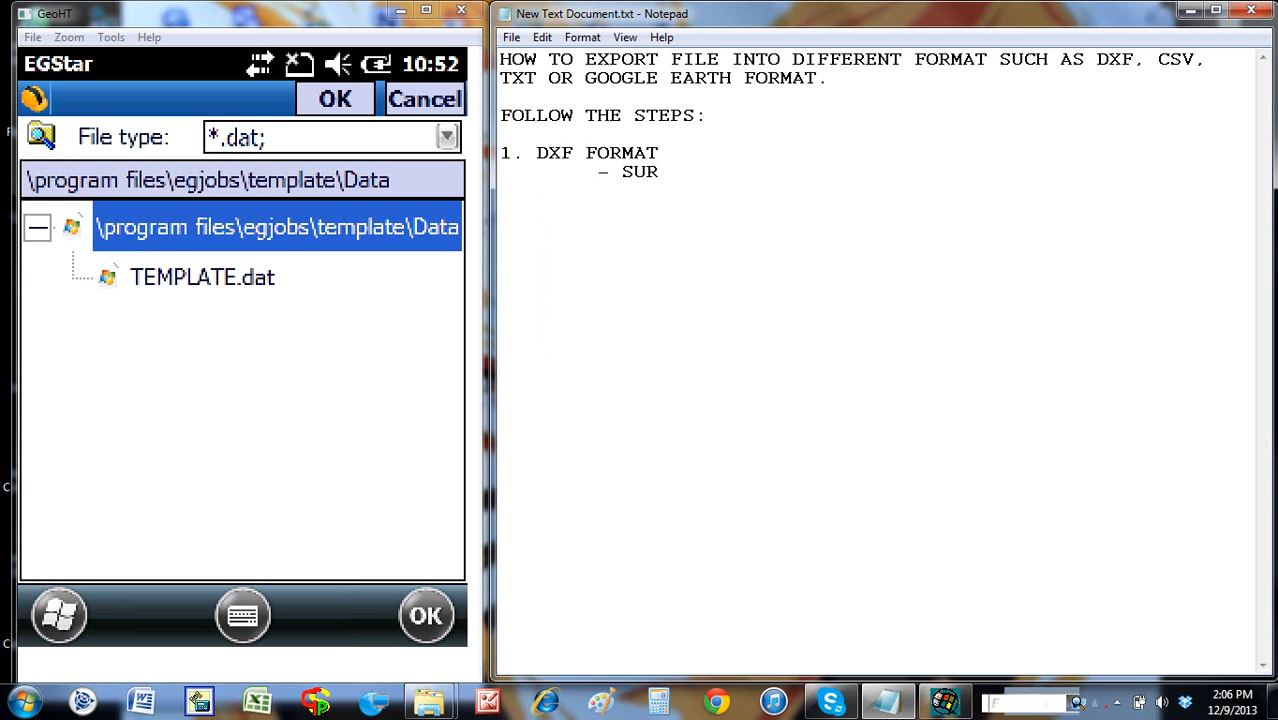 GeoHT
File Zoom Tools Help
EGStar 10:52
OK Cancel
File type: *.dat;
\program files\egjobs\template\Data
\program files\egjobs\template\Data
TEMPLATE.dat
OK
New Text Document.txt - Notepad
File Edit Format View Help
HOW TO EXPORT FILE INTO DIFFERENT FORMAT SUCH AS DXF, CSV,
TXT OR GOOGLE EARTH FORMAT.
FOLLOW THE STEPS:
1. DXF FORMAT
- SUR
2:06 PM
12/9/2013